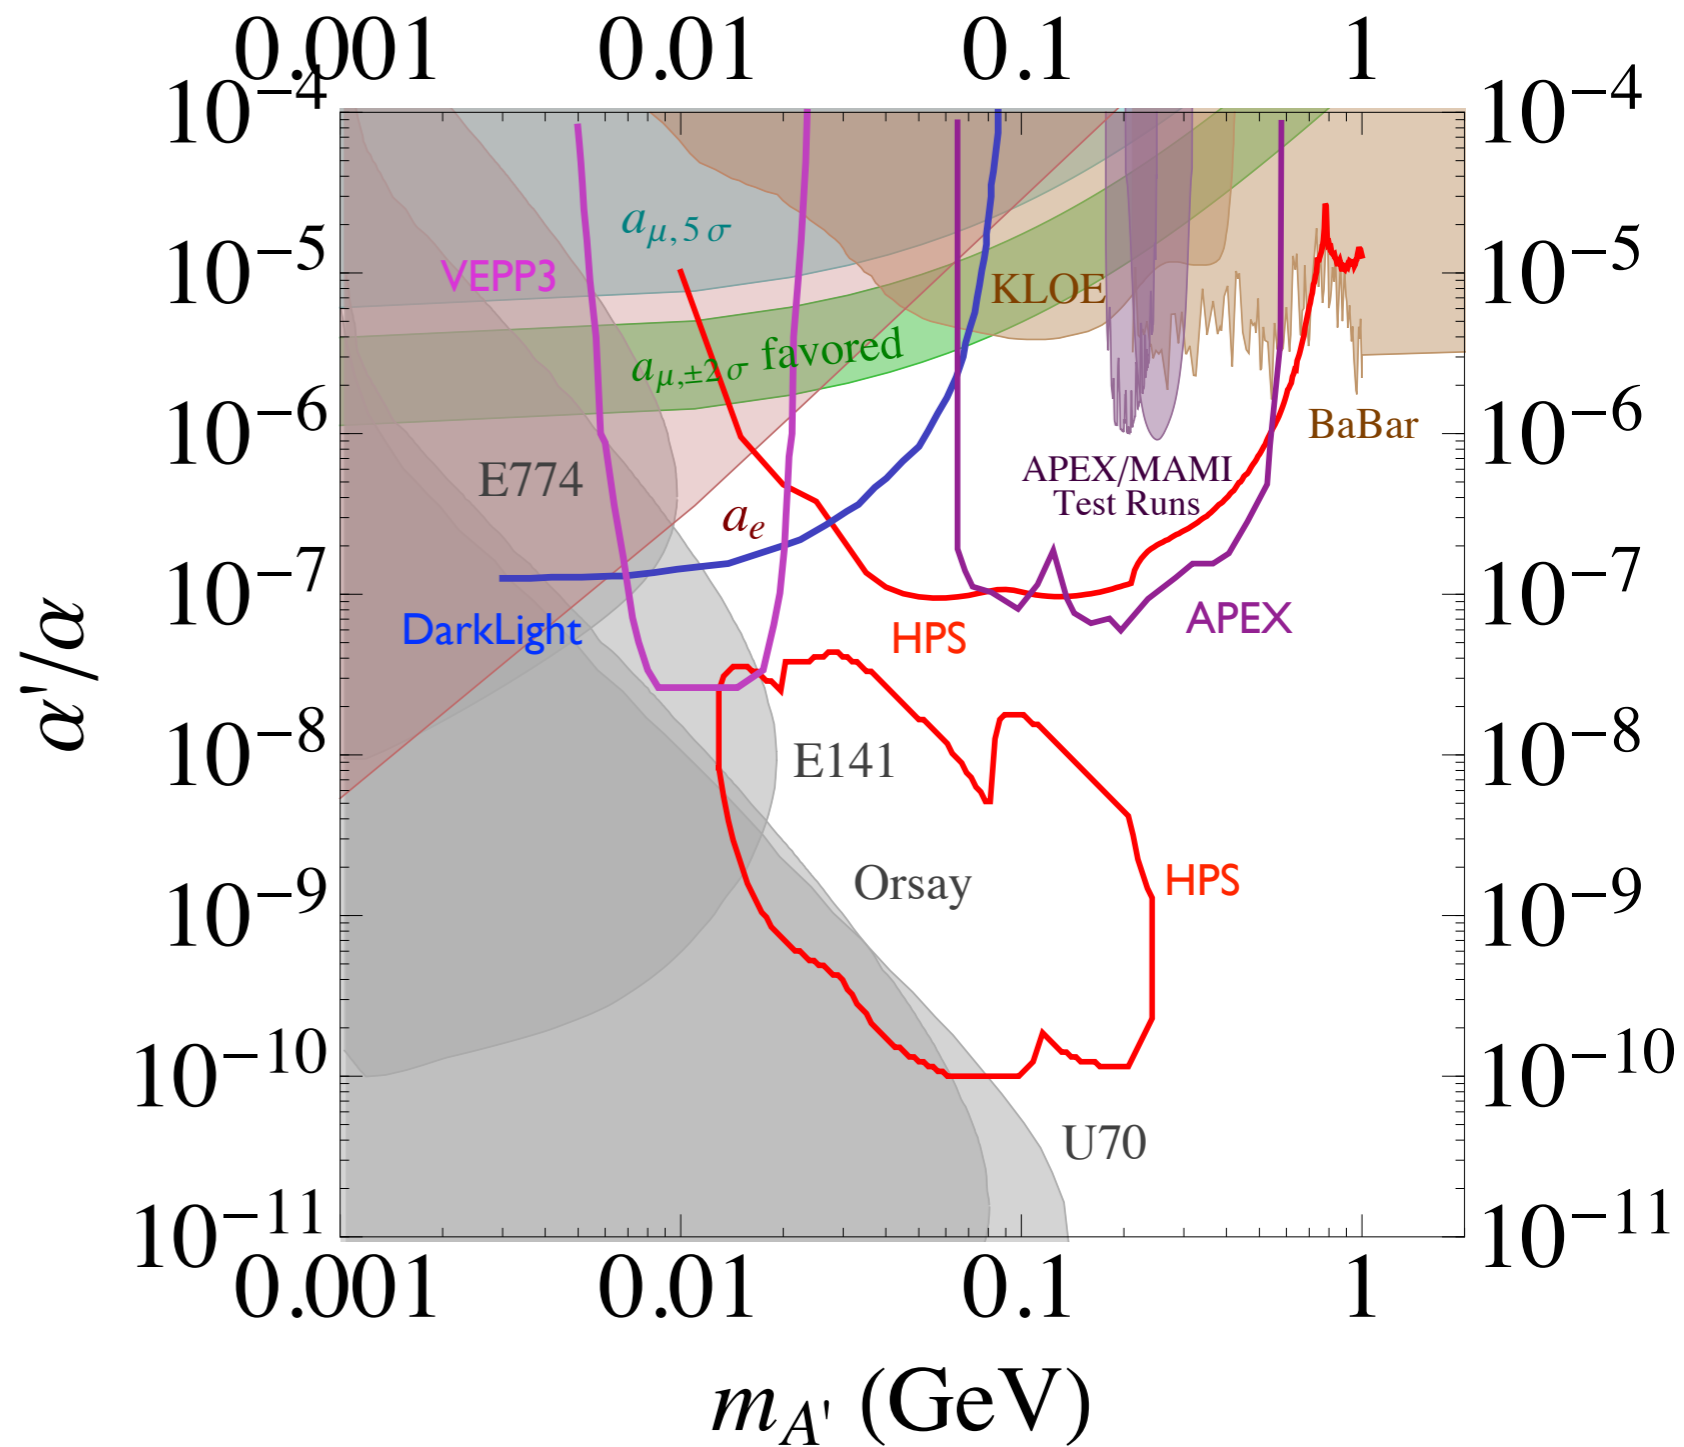 0.001 0.01 0.1 1
10⁻⁴ 10⁻⁴
a_{μ,5σ}
VEPP3
10⁻⁵ 10⁻⁵
KLOE
a_{μ,±2σ} favored
10⁻⁶ 10⁻⁶
BaBar
E774
APEX/MAMI
Test Runs
a_e
10⁻⁷ 10⁻⁷
DarkLight
HPS
APEX
α'/α
10⁻⁸ 10⁻⁸
E141
Orsay
HPS
10⁻⁹ 10⁻⁹
10⁻¹⁰ 10⁻¹⁰
U70
10⁻¹¹ 10⁻¹¹
0.001 0.01 0.1 1
m_{A'} (GeV)